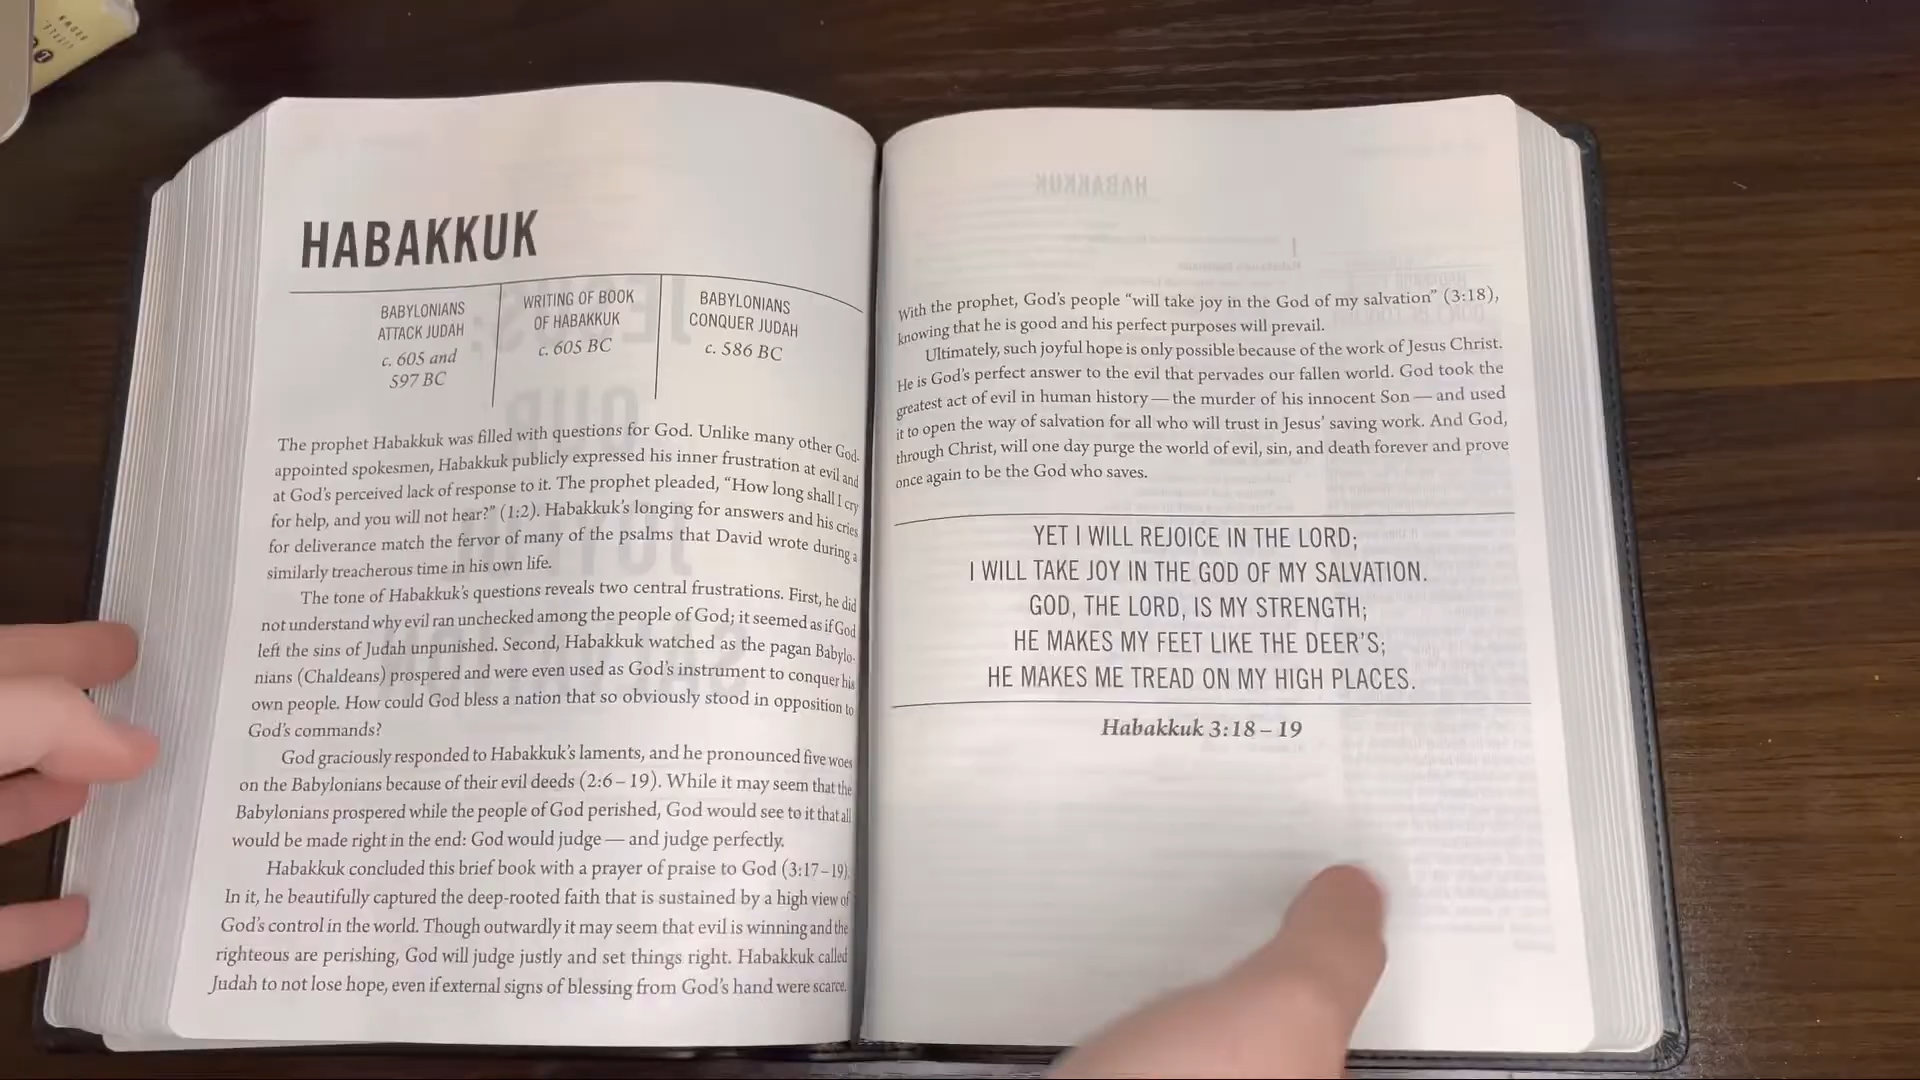 HABAKKUK
BABYLONIANS
ATTACK JUDAH
c. 605 and
597 BC
WRITING OF BOOK
OF HABAKKUK
c. 605 BC
BABYLONIANS
CONQUER JUDAH
c. 586 BC
The prophet Habakkuk was filled with questions for God. Unlike many other God-
appointed spokesmen, Habakkuk publicly expressed his inner frustration at evil and
at God's perceived lack of response to it. The prophet pleaded, “How long shall I cry
for help, and you will not hear?” (1:2). Habakkuk's longing for answers and his cries
for deliverance match the fervor of many of the psalms that David wrote during a
similarly treacherous time in his own life.
The tone of Habakkuk's questions reveals two central frustrations. First, he did
not understand why evil ran unchecked among the people of God; it seemed as if God
left the sins of Judah unpunished. Second, Habakkuk watched as the pagan Babylo-
nians (Chaldeans) prospered and were even used as God's instrument to conquer his
own people. How could God bless a nation that so obviously stood in opposition to
God's commands?
God graciously responded to Habakkuk's laments, and he pronounced five woes
on the Babylonians because of their evil deeds (2:6 – 19). While it may seem that the
Babylonians prospered while the people of God perished, God would see to it that all
would be made right in the end: God would judge — and judge perfectly.
Habakkuk concluded this brief book with a prayer of praise to God (3:17–19).
In it, he beautifully captured the deep-rooted faith that is sustained by a high view of
God's control in the world. Though outwardly it may seem that evil is winning and the
righteous are perishing, God will judge justly and set things right. Habakkuk called
Judah to not lose hope, even if external signs of blessing from God's hand were scarce.
With the prophet, God's people “will take joy in the God of my salvation” (3:18),
knowing that he is good and his perfect purposes will prevail.
Ultimately, such joyful hope is only possible because of the work of Jesus Christ.
He is God's perfect answer to the evil that pervades our fallen world. God took the
greatest act of evil in human history — the murder of his innocent Son — and used
it to open the way of salvation for all who will trust in Jesus' saving work. And God,
through Christ, will one day purge the world of evil, sin, and death forever and prove
once again to be the God who saves.
YET I WILL REJOICE IN THE LORD;
I WILL TAKE JOY IN THE GOD OF MY SALVATION.
GOD, THE LORD, IS MY STRENGTH;
HE MAKES MY FEET LIKE THE DEER'S;
HE MAKES ME TREAD ON MY HIGH PLACES.
Habakkuk 3:18 – 19